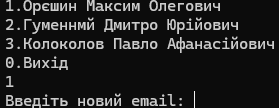 1.Орєшин Максим Олегович
2.Гуменнмй Дмитро Юрійович
3.Колоколов Павло Афанасійович
0.Вихід
1
Введіть новий email: